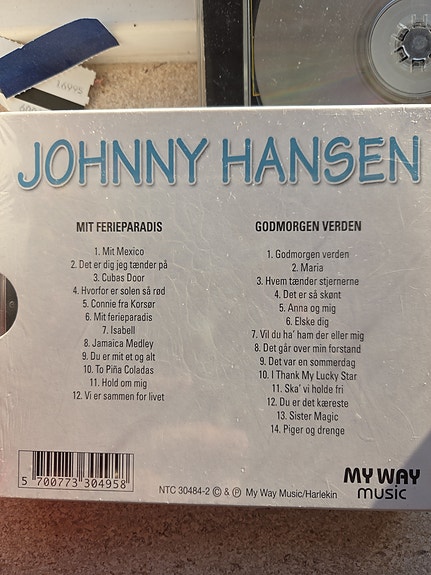 JOHNNY HANSEN
MIT FERIEPARADIS
1. Mit Mexico
2. Det er dig jeg tænder på
3. Cubas Door
4. Hvorfor er solen så rød
5. Connie fra Korsør
6. Mit ferieparadis
7. Isabell
8. Jamaica Medley
9. Du er mit et og alt
10. To Piña Coladas
11. Hold om mig
12. Vi er sammen for livet
GODMORGEN VERDEN
1. Godmorgen verden
2. Maria
3. Hvem tænder stjernerne
4. Det er så skønt
5. Anna og mig
6. Elske dig
7. Vil du ha' ham der eller mig
8. Det går over min forstand
9. Det var en sommerdag
10. I Thank My Lucky Star
11. Ska' vi holde fri
12. Du er det kæreste
13. Sister Magic
14. Piger og drenge
5 700773 304958
NTC 30484-2 © & ℗ My Way Music/Harlekin
MY WAY
music